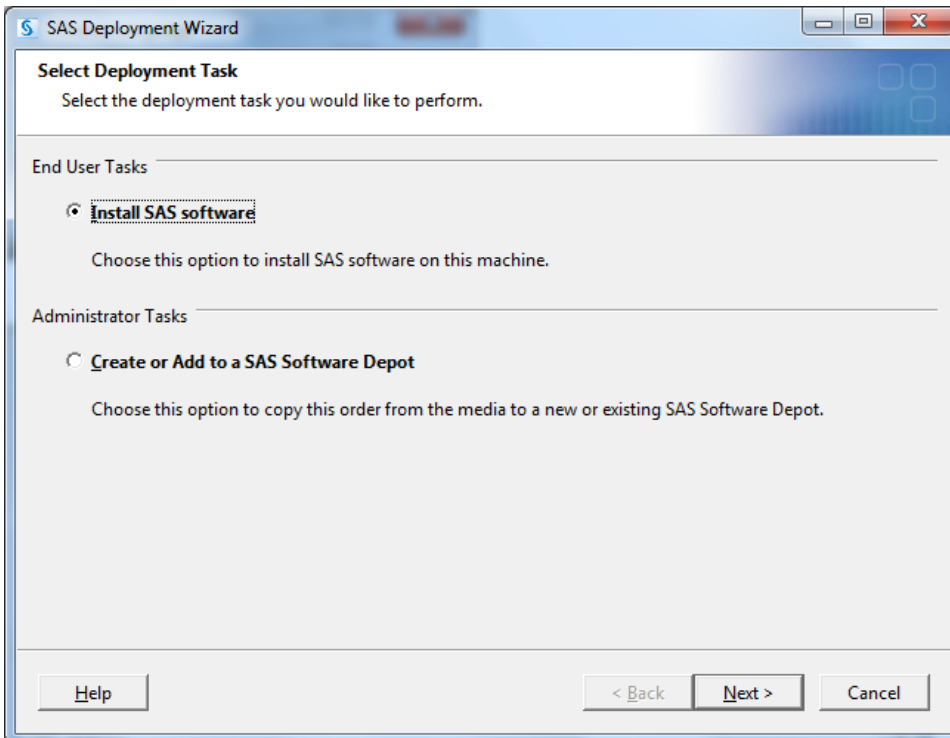 SAS Deployment Wizard
Select Deployment Task
Select the deployment task you would like to perform.
End User Tasks
Install SAS software
Choose this option to install SAS software on this machine.
Administrator Tasks
Create or Add to a SAS Software Depot
Choose this option to copy this order from the media to a new or existing SAS Software Depot.
Help
< Back
Next >
Cancel